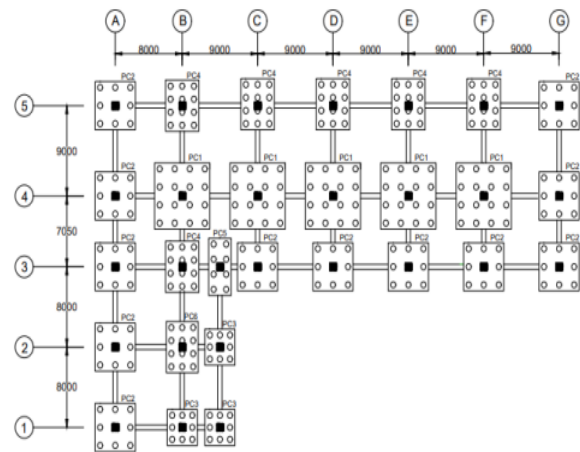 A B C D E F G
8000 9000 9000 9000 9000 9000
PC2 PC4 PC4 PC4 PC4 PC4 PC2
5
9000
PC2 PC1 PC1 PC1 PC1 PC1 PC2
4
7050
PC2 PC4 PC5 PC2 PC2 PC2 PC2 PC2
3
8000
PC2 PC6 PC3
2
8000
PC2 PC3 PC3
1